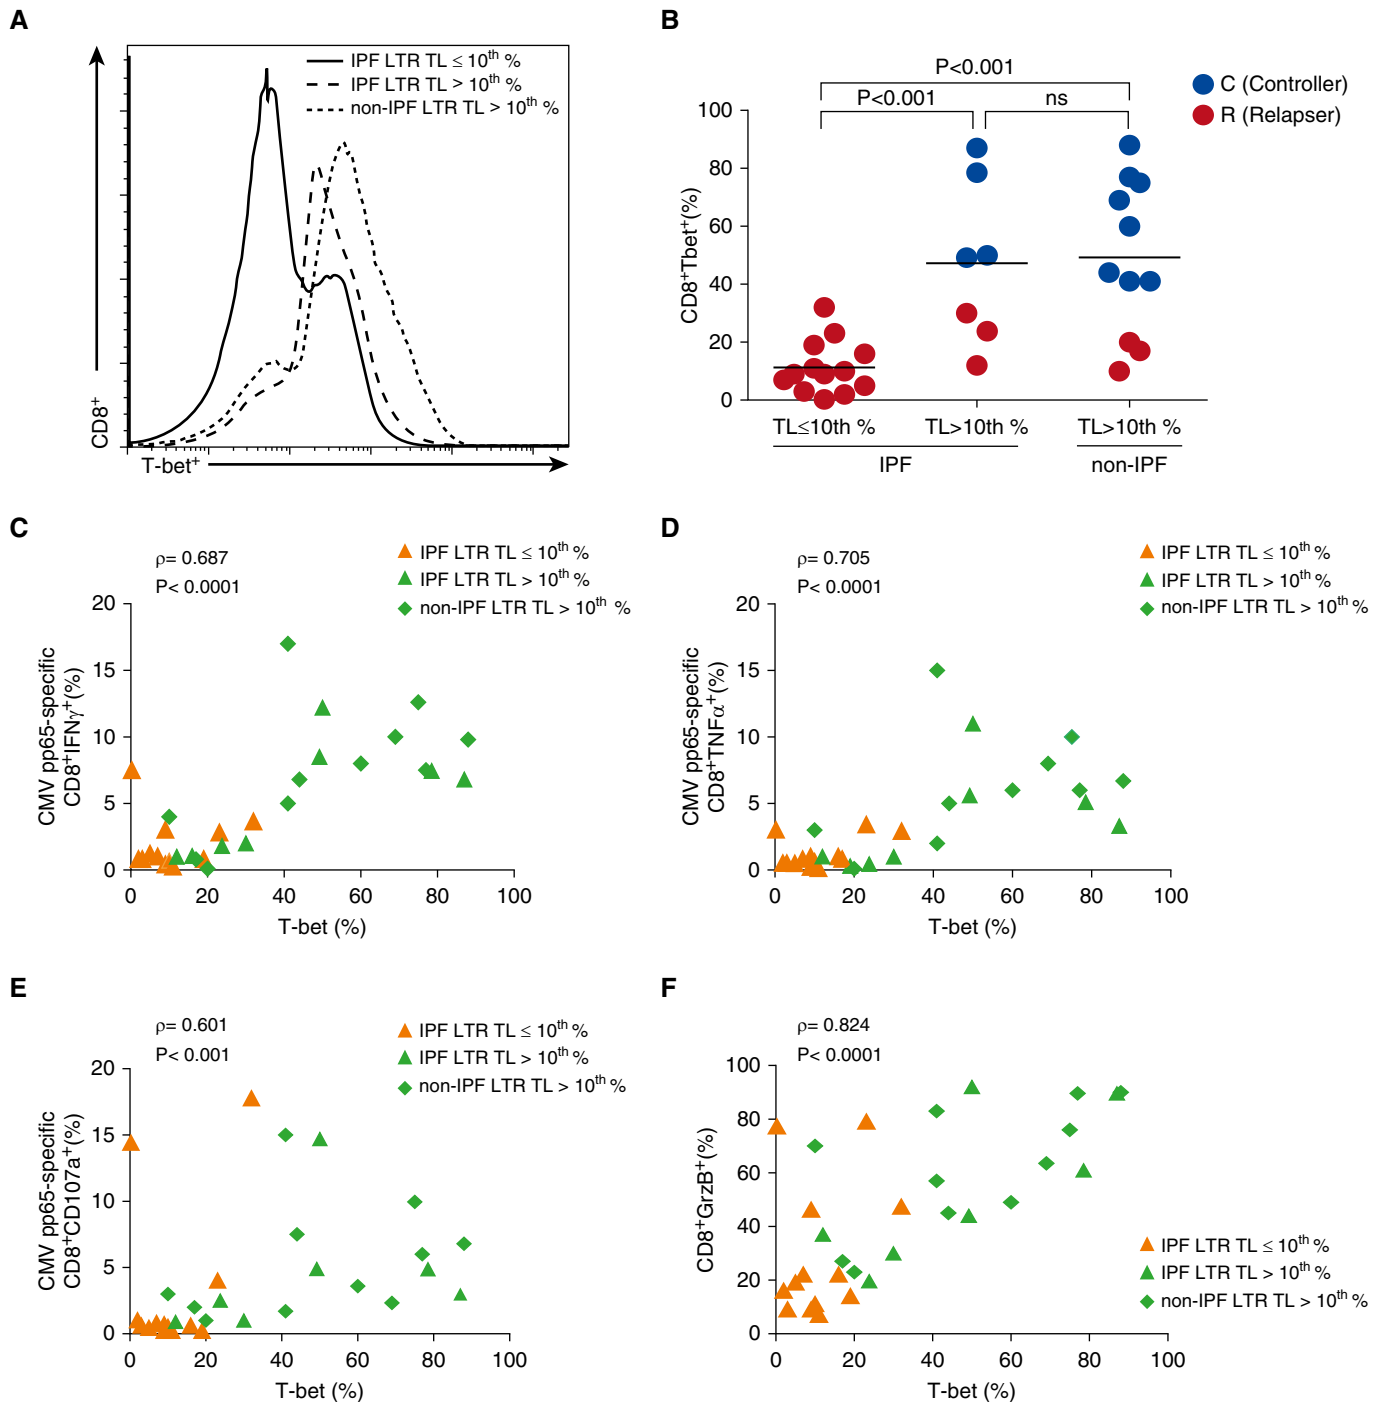 A
IPF LTR TL ≤ 10th %
IPF LTR TL > 10th %
non-IPF LTR TL > 10th %
CD8+
T-bet+
B
P<0.001
P<0.001
ns
C (Controller)
R (Relapser)
CD8+Tbet+(%)
100
80
60
40
20
0
TL≤10th %
TL>10th %
TL>10th %
IPF
non-IPF
C
ρ= 0.687
P< 0.0001
IPF LTR TL ≤ 10th %
IPF LTR TL > 10th %
non-IPF LTR TL > 10th %
CMV pp65-specific
CD8+IFNγ+(%)
20
15
10
5
0
0 20 40 60 80 100
T-bet (%)
D
ρ= 0.705
P< 0.0001
IPF LTR TL ≤ 10th %
IPF LTR TL > 10th %
non-IPF LTR TL > 10th %
CMV pp65-specific
CD8+TNFα+(%)
20
15
10
5
0
0 20 40 60 80 100
T-bet (%)
E
ρ= 0.601
P< 0.001
IPF LTR TL ≤ 10th %
IPF LTR TL > 10th %
non-IPF LTR TL > 10th %
CMV pp65-specific
CD8+CD107a+(%)
20
15
10
5
0
0 20 40 60 80 100
T-bet (%)
F
ρ= 0.824
P< 0.0001
CD8+GrzB+(%)
100
80
60
40
20
0
IPF LTR TL ≤ 10th %
IPF LTR TL > 10th %
non-IPF LTR TL > 10th %
0 20 40 60 80 100
T-bet (%)